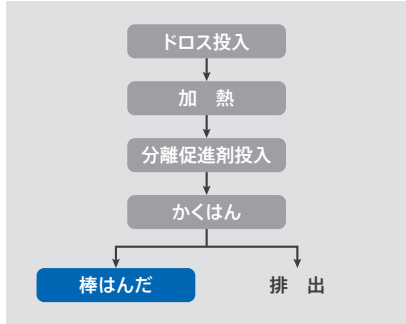 ドロス投入
加　熱
分離促進剤投入
かくはん
棒はんだ
排　出